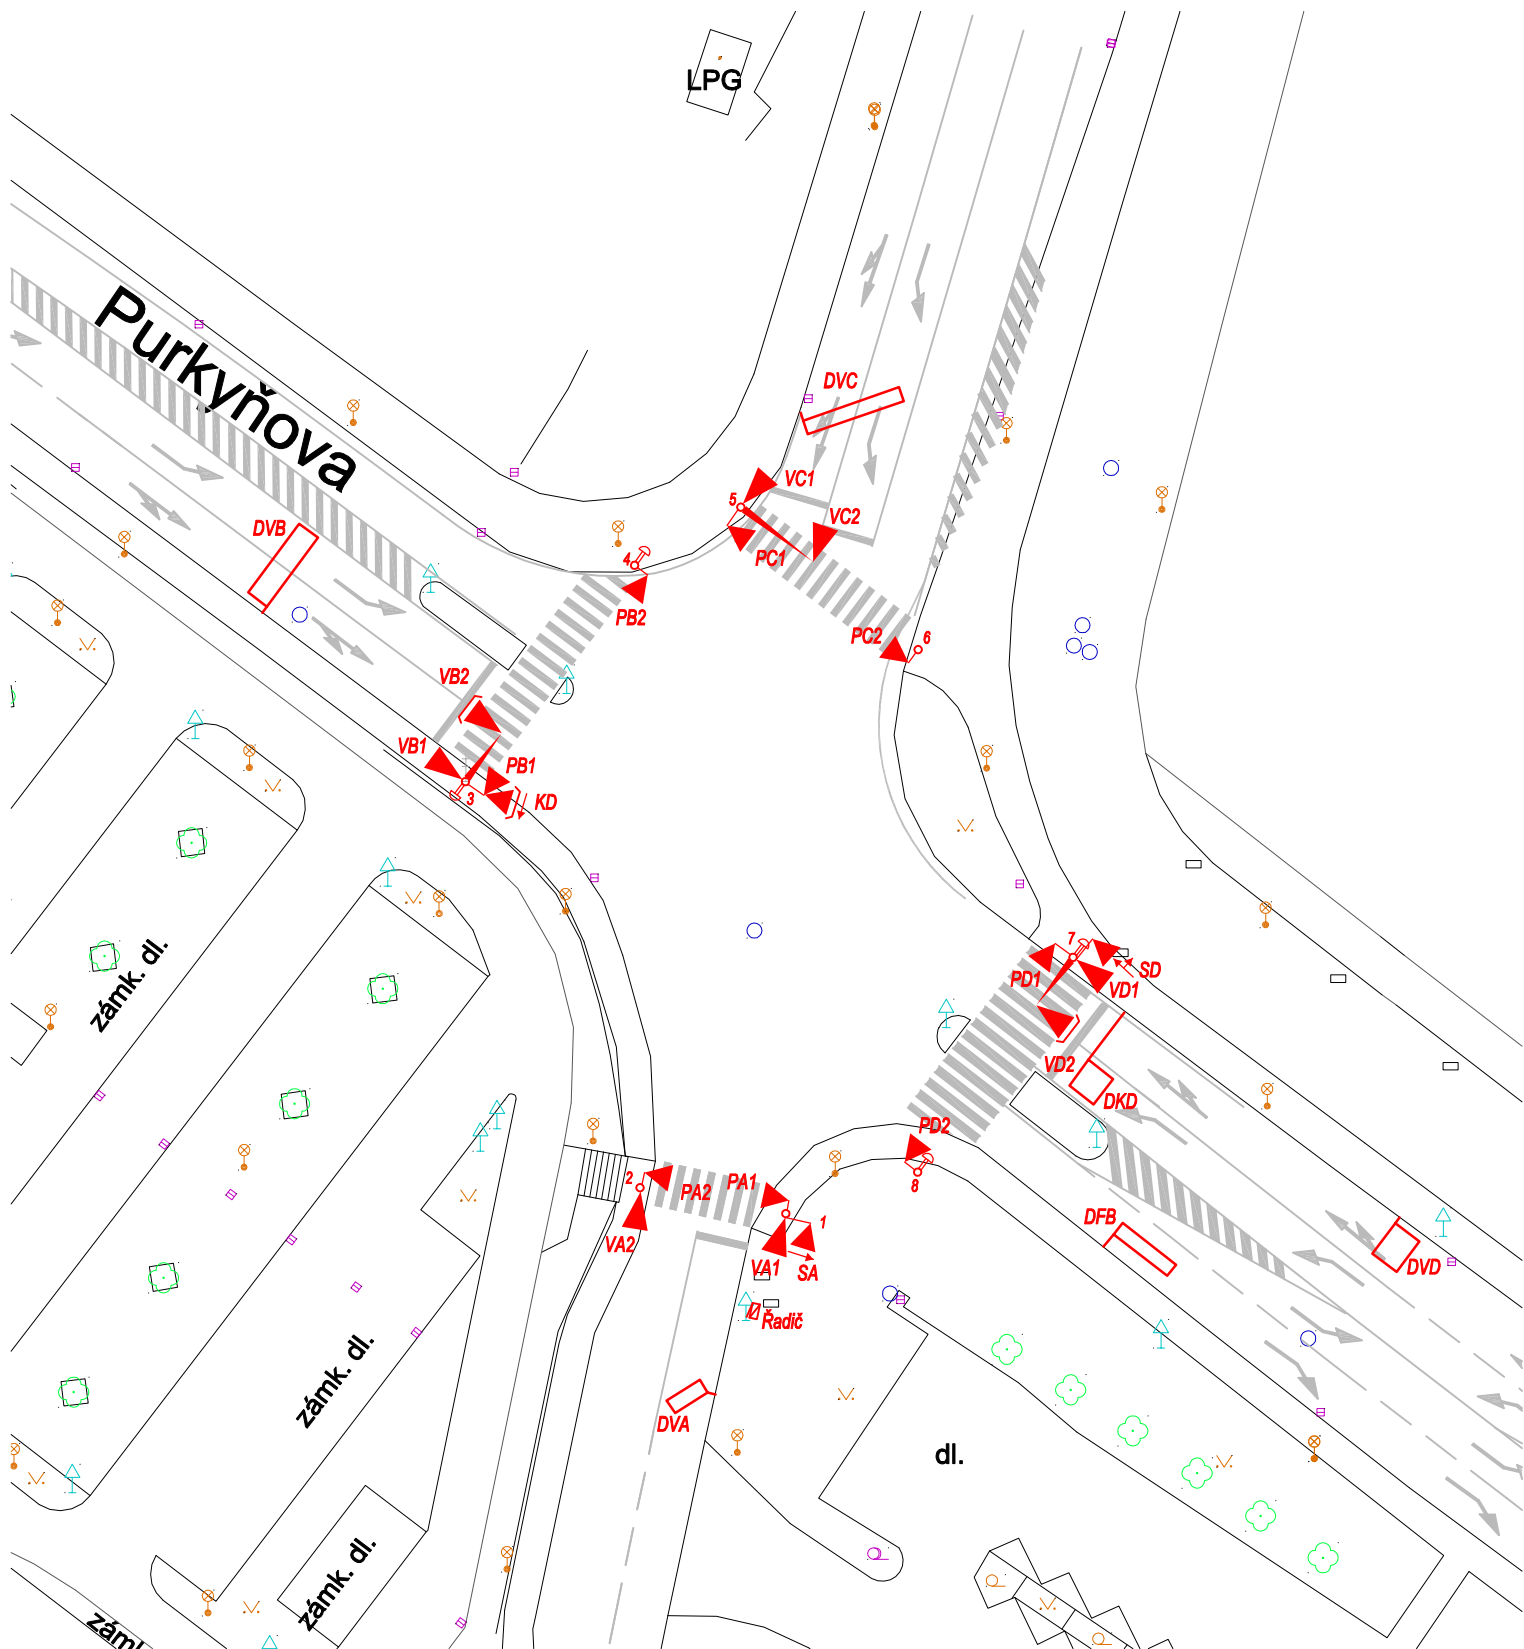 LPG
Purkyňova
DVC
VC1
5
VC2
DVB
PC1
4
PB2
PC2
6
VB2
VB1
PB1
3
KD
7
SD
PD1
VD1
VD2
DKD
zámk. dl.
PD2
2
PA2
PA1
8
1
DFB
VA2
VA1
SA
DVD
Řadič
zámk. dl.
DVA
dl.
zámk. dl.